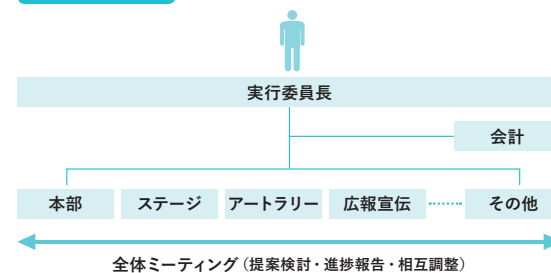 実行委員長
会計
本部 ステージ アートラリー 広報宣伝 その他
全体ミーティング（提案検討・進捗報告・相互調整）